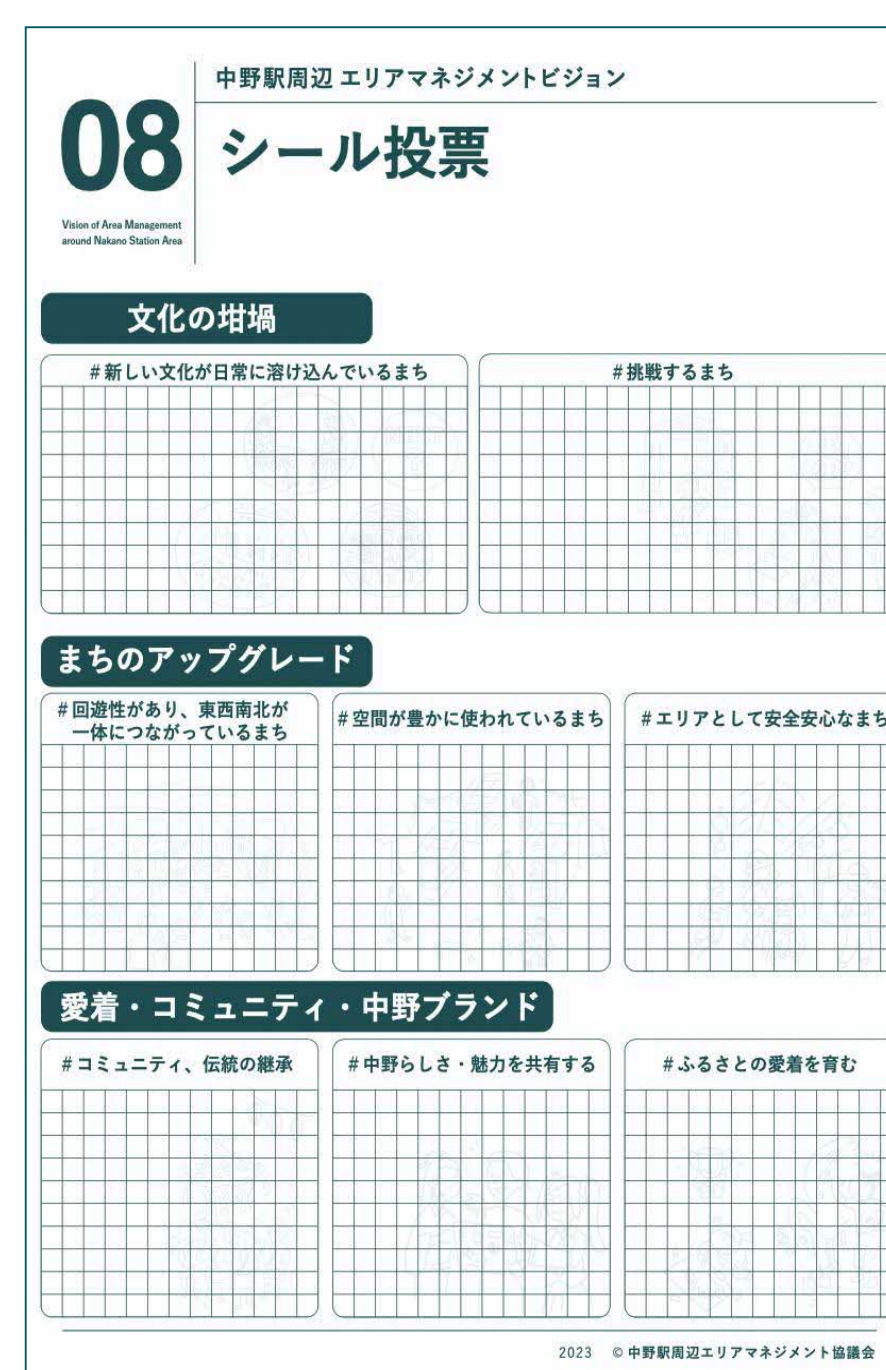 08
中野駅周辺 エリアマネジメントビジョン
シール投票
Vision of Area Management
around Nakano Station Area
文化の坩堝
#新しい文化が日常に溶け込んでいるまち
#挑戦するまち
まちのアップグレード
#回遊性があり、東西南北が
一体につながっているまち
#空間が豊かに使われているまち
#エリアとして安全安心なまち
愛着・コミュニティ・中野ブランド
#コミュニティ、伝統の継承
#中野らしさ・魅力を共有する
#ふるさとの愛着を育む
2023 ©中野駅周辺エリアマネジメント協議会